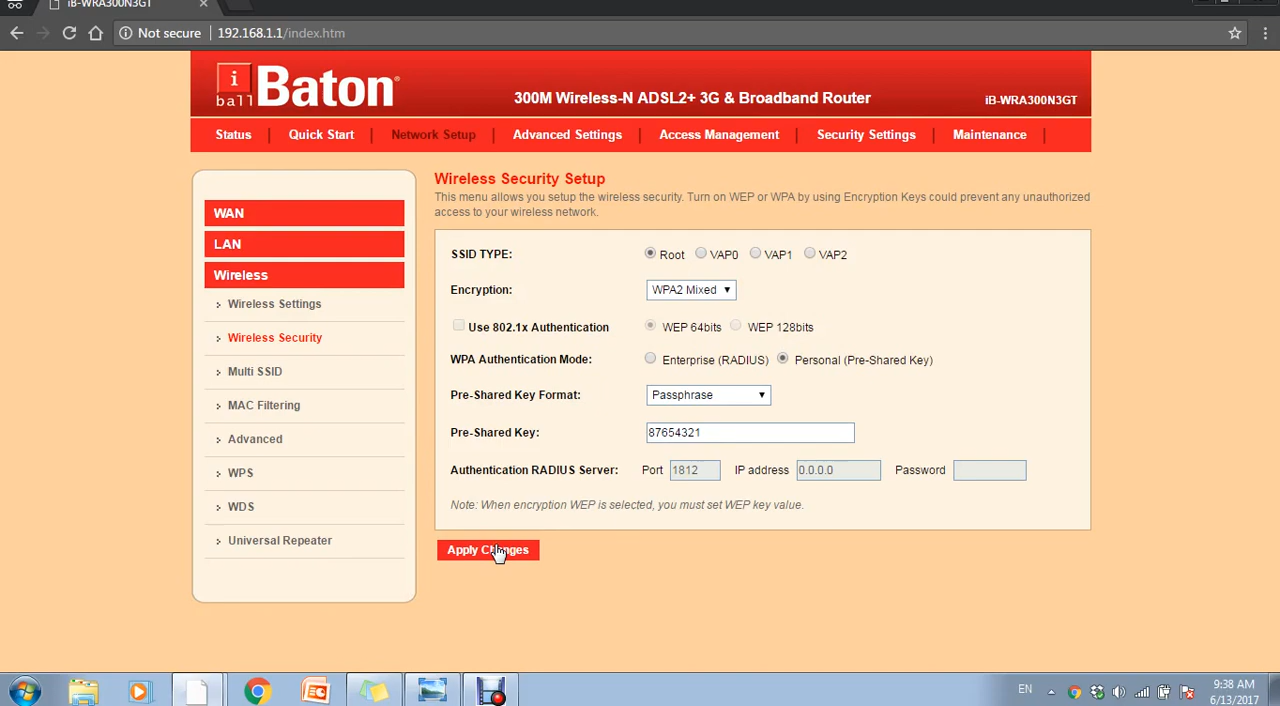 iB-WRA300N3GT
Not secure 192.168.1.1/index.htm
i
ball
Baton®
300M Wireless-N ADSL2+ 3G & Broadband Router
iB-WRA300N3GT
Status | Quick Start | Network Setup | Advanced Settings | Access Management | Security Settings | Maintenance |
WAN
LAN
Wireless
Wireless Settings
Wireless Security
Multi SSID
MAC Filtering
Advanced
WPS
WDS
Universal Repeater
Wireless Security Setup
This menu allows you setup the wireless security. Turn on WEP or WPA by using Encryption Keys could prevent any unauthorized
access to your wireless network.
SSID TYPE: Root VAP0 VAP1 VAP2
Encryption: WPA2 Mixed
Use 802.1x Authentication WEP 64bits WEP 128bits
WPA Authentication Mode: Enterprise (RADIUS) Personal (Pre-Shared Key)
Pre-Shared Key Format: Passphrase
Pre-Shared Key: 87654321
Authentication RADIUS Server: Port 1812 IP address 0.0.0.0 Password
Note: When encryption WEP is selected, you must set WEP key value.
Apply Changes
EN
9:38 AM
6/13/2017